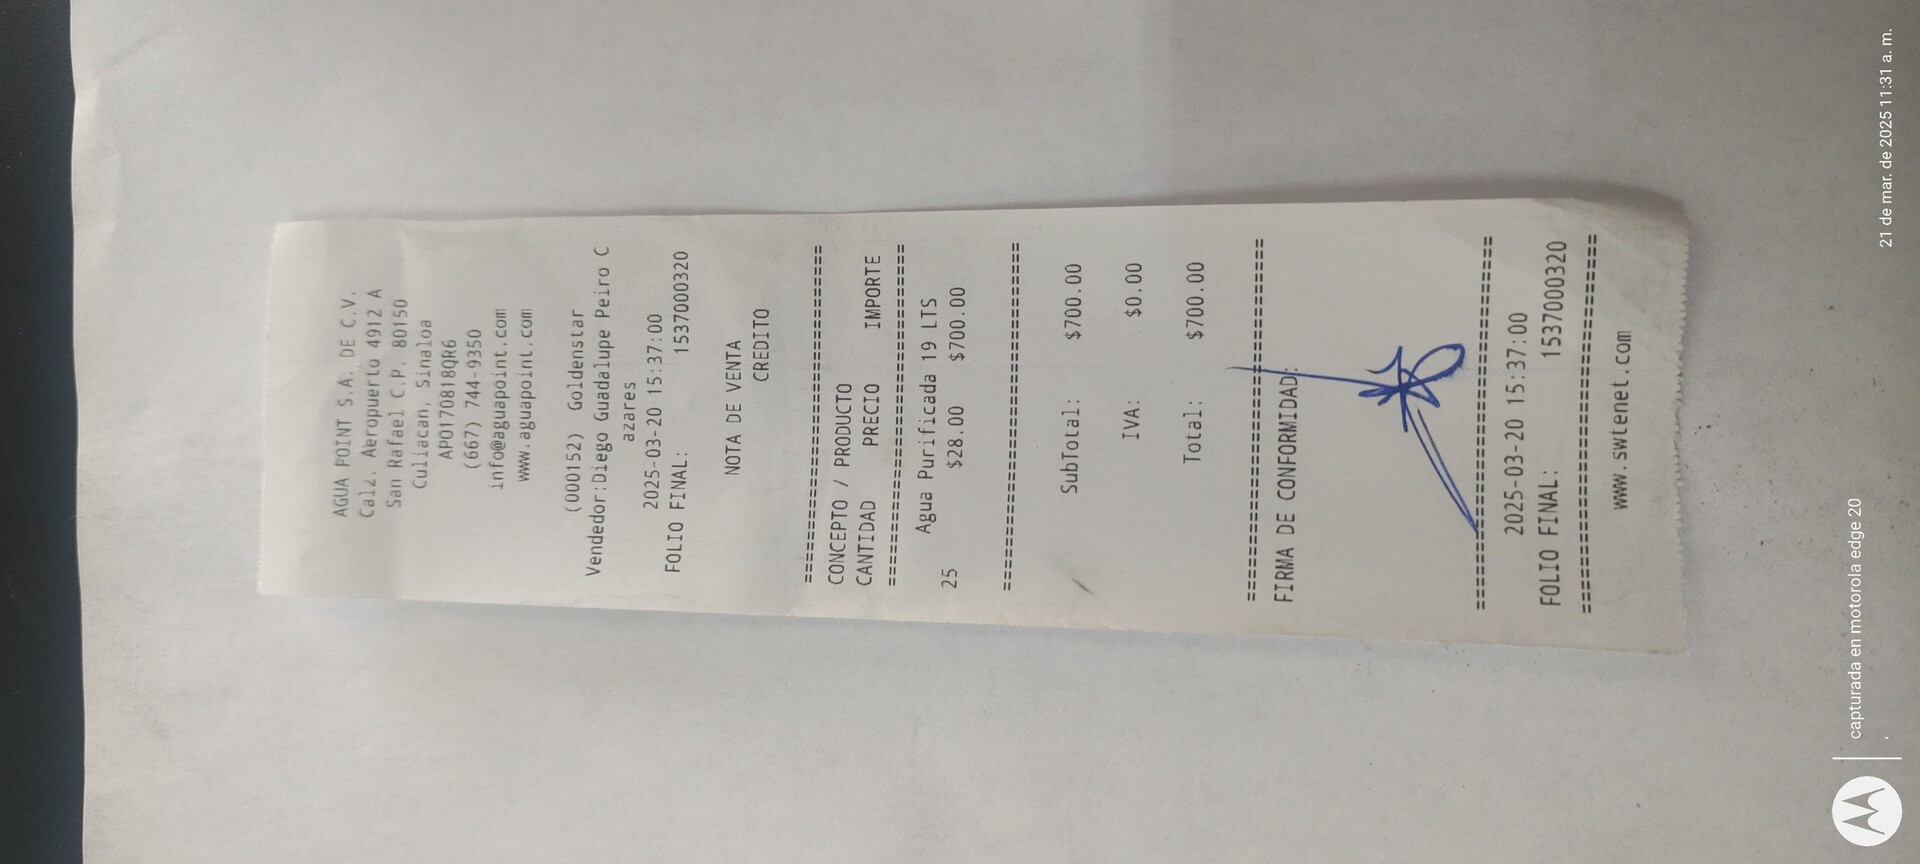 AGUA POINT S.A. DE C.V.
Calz. Aeropuerto 4912 A
San Rafael C.P. 80150
Culiacan, Sinaloa
APO170818QR6
(667) 744-9350
info@aguapoint.com
www.aguapoint.com
(000152) Goldenstar
Vendedor:Diego Guadalupe Peiro C
azares
2025-03-20 15:37:00
FOLIO FINAL: 1537000320
NOTA DE VENTA
CREDITO
================================
CONCEPTO / PRODUCTO
CANTIDAD PRECIO IMPORTE
================================
Agua Purificada 19 LTS
25 $28.00 $700.00
================================
SubTotal: $700.00
IVA: $0.00
Total: $700.00
================================
FIRMA DE CONFORMIDAD:
================================
2025-03-20 15:37:00
FOLIO FINAL: 1537000320
================================
www.swtenet.com
capturada en motorola edge 20
21 de mar. de 2025 11:31 a. m.